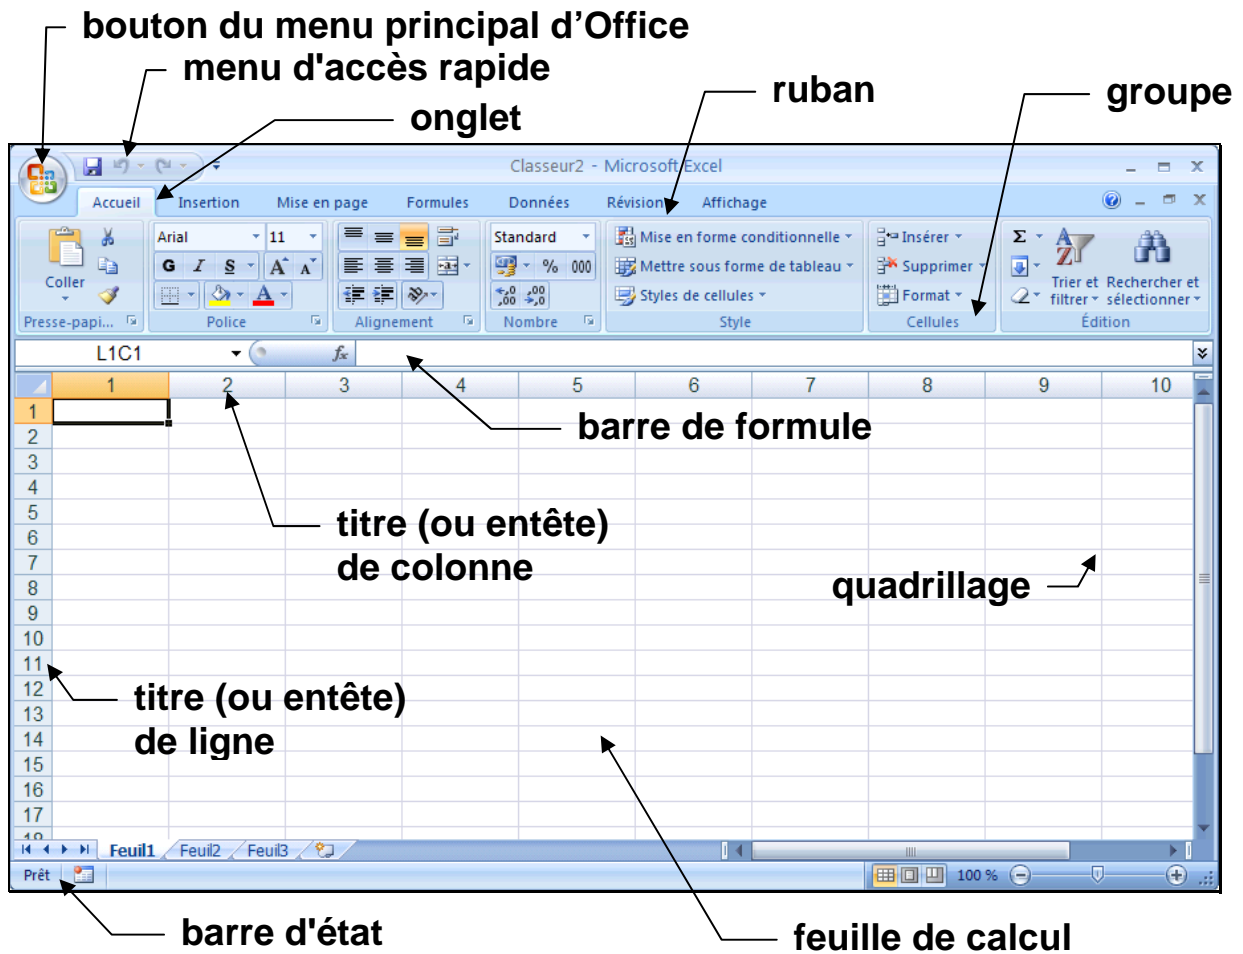 bouton du menu principal d’Office
menu d'accès rapide
ruban
groupe
onglet
Classeur2 - Microsoft Excel
Accueil Insertion Mise en page Formules Données Révision Affichage
Arial 11 Standard Mise en forme conditionnelle Insérer Σ
G I S A A % 000 Mettre sous forme de tableau Supprimer
Coller Trier et Rechercher et
A ,00 ,0 ,00 Styles de cellules Format filtrer sélectionner
Presse-papi... Police Alignement Nombre Style Cellules Édition
L1C1 fx
1 2 3 4 5 6 7 8 9 10
1
barre de formule
2
3
4
5
titre (ou entête)
6
de colonne
7
quadrillage
8
9
10
11
12
titre (ou entête)
13
de ligne
14
15
16
17
18
Feuil1 Feuil2 Feuil3
Prêt 100 %
barre d'état
feuille de calcul